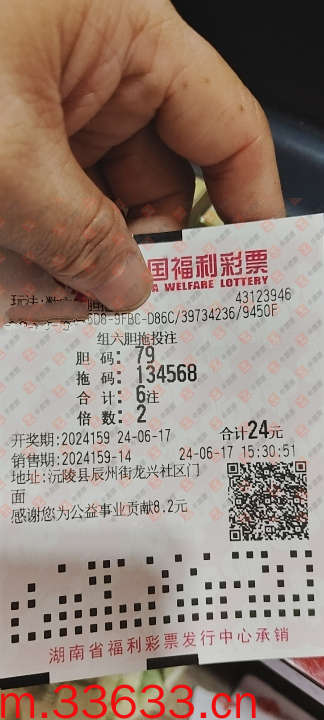 国福利彩票
A WELFARE LOTTERY
43123946
D8-9FBC-D86C/39734236/9450F
组六胆拖投注
胆 码: 79
拖 码: 134568
合 计: 6注
倍 数: 2
开奖期:2024159 24-06-17 合计24元
销售期:2024159-14 24-06-17 15:30:51
地址:沅陵县辰州街龙兴社区门
面
感谢您为公益事业贡献8.2元
湖南省福利彩票发行中心承销
m.33633.cn